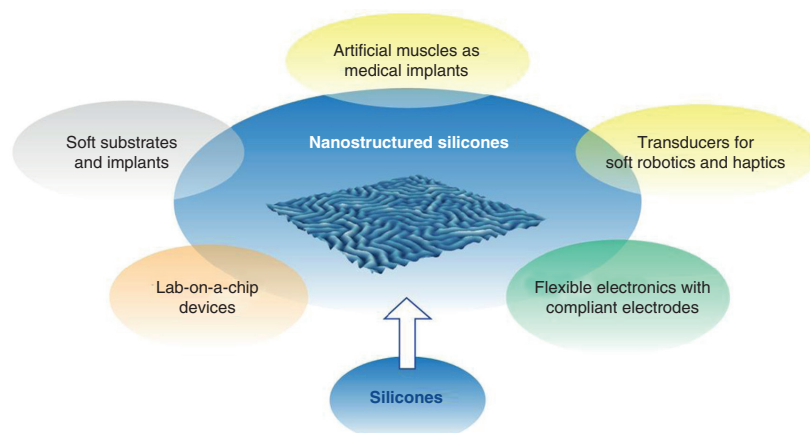 Artificial muscles as
medical implants
Soft substrates
and implants
Nanostructured silicones
Transducers for
soft robotics and haptics
Lab-on-a-chip
devices
Flexible electronics with
compliant electrodes
Silicones